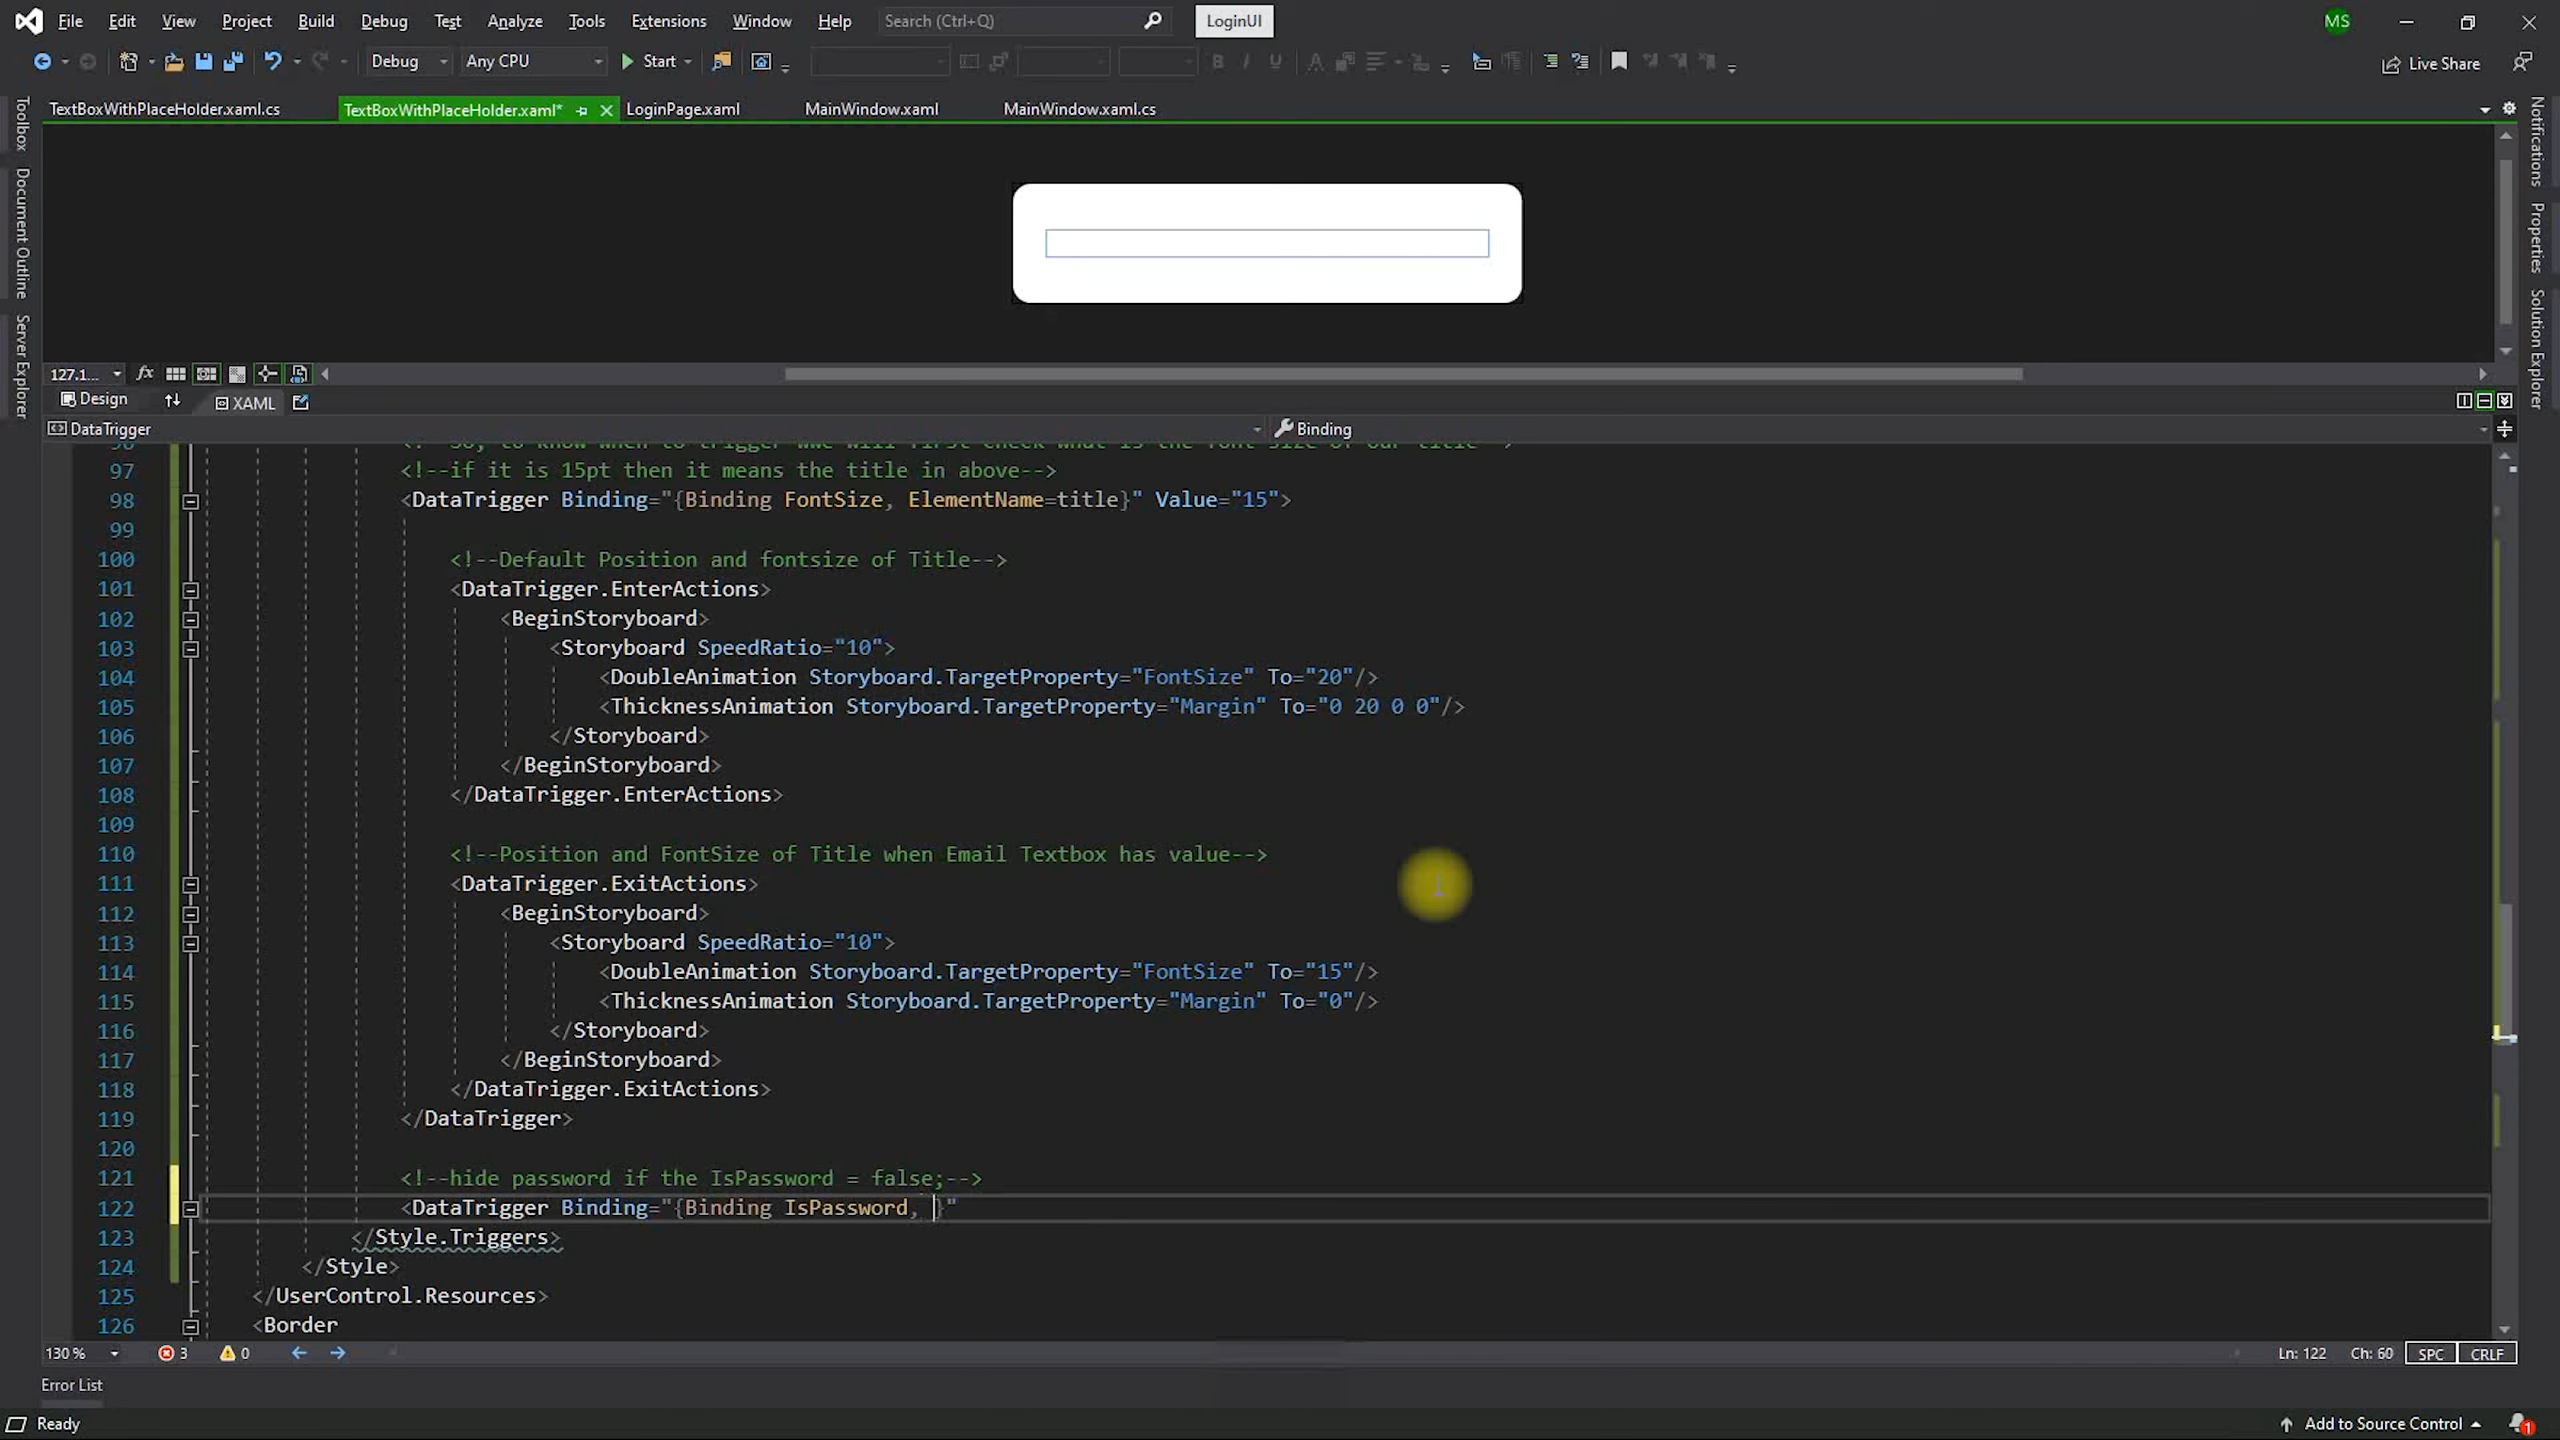 File Edit View Project Build Debug Test Analyze Tools Extensions Window Help Search (Ctrl+Q) LoginUI MS
Debug Any CPU Start Live Share
TextBoxWithPlaceHolder.xaml.cs TextBoxWithPlaceHolder.xaml* LoginPage.xaml MainWindow.xaml MainWindow.xaml.cs
Toolbox
Document Outline
Server Explorer
Notifications
Properties
Solution Explorer
127.1...
Design XAML
DataTrigger Binding
97 <!--if it is 15pt then it means the title in above-->
98 <DataTrigger Binding="{Binding FontSize, ElementName=title}" Value="15">
99
100 <!--Default Position and fontsize of Title-->
101 <DataTrigger.EnterActions>
102 <BeginStoryboard>
103 <Storyboard SpeedRatio="10">
104 <DoubleAnimation Storyboard.TargetProperty="FontSize" To="20"/>
105 <ThicknessAnimation Storyboard.TargetProperty="Margin" To="0 20 0 0"/>
106 </Storyboard>
107 </BeginStoryboard>
108 </DataTrigger.EnterActions>
109
110 <!--Position and FontSize of Title when Email Textbox has value-->
111 <DataTrigger.ExitActions>
112 <BeginStoryboard>
113 <Storyboard SpeedRatio="10">
114 <DoubleAnimation Storyboard.TargetProperty="FontSize" To="15"/>
115 <ThicknessAnimation Storyboard.TargetProperty="Margin" To="0"/>
116 </Storyboard>
117 </BeginStoryboard>
118 </DataTrigger.ExitActions>
119 </DataTrigger>
120
121 <!--hide password if the IsPassword = false;-->
122 <DataTrigger Binding="{Binding IsPassword, }"
123 </Style.Triggers>
124 </Style>
125 </UserControl.Resources>
126 <Border
130 % 3 0 Ln: 122 Ch: 60 SPC CRLF
Error List
Ready Add to Source Control 1